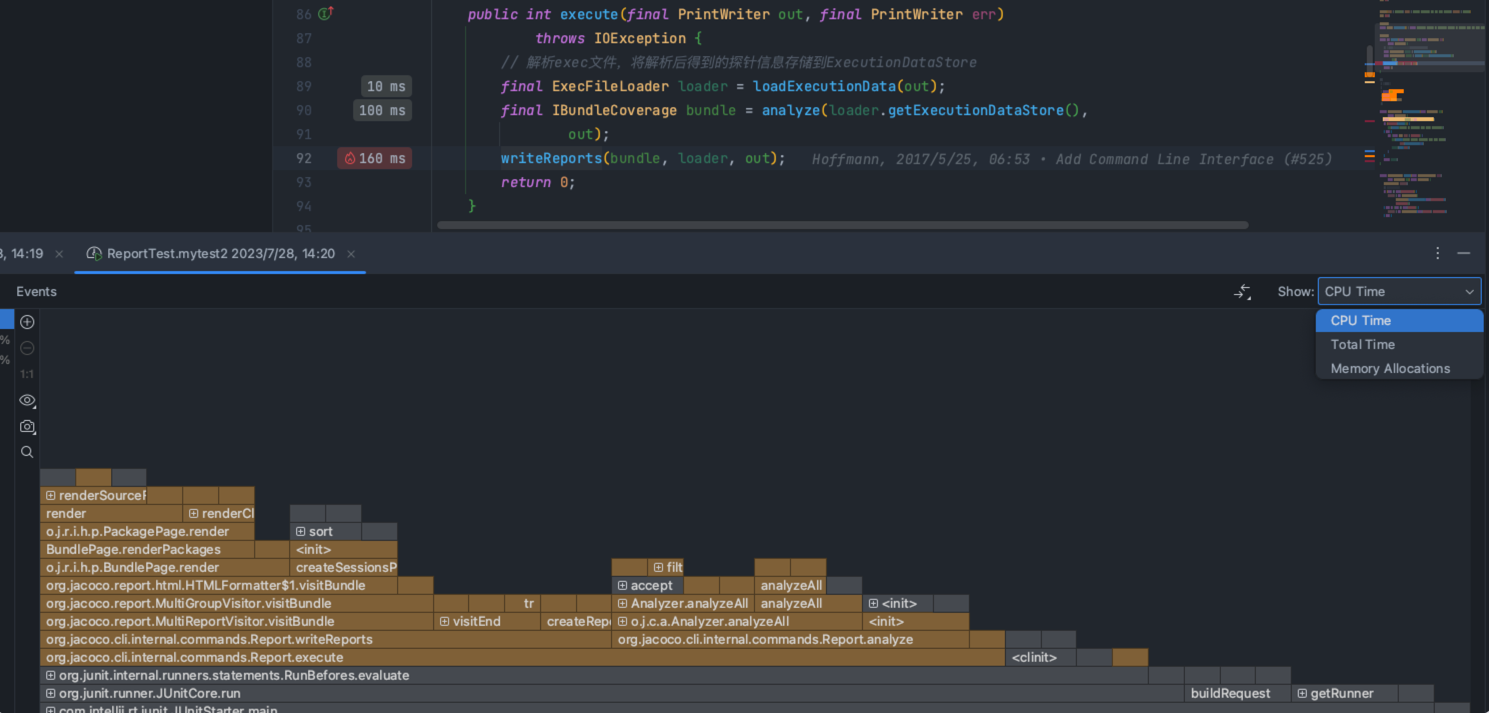 86 public int execute(final PrintWriter out, final PrintWriter err)
87 throws IOException {
88 // 解析exec文件，将解析后得到的探针信息存储到ExecutionDataStore
89 10 ms final ExecFileLoader loader = loadExecutionData(out);
90 100 ms final IBundleCoverage bundle = analyze(loader.getExecutionDataStore(),
91 out);
92 160 ms writeReports(bundle, loader, out); Hoffmann, 2017/5/25, 06:53 • Add Command Line Interface (#525)
93 return 0;
94 }
95
, 14:19 × ReportTest.mytest2 2023/7/28, 14:20 ×
Events Show: CPU Time
CPU Time
% Total Time
% Memory Allocations
1:1
renderSourceF
render renderCl
o.j.r.i.h.p.PackagePage.render sort
BundlePage.renderPackages <init>
o.j.r.i.h.p.BundlePage.render createSessionsP filt
org.jacoco.report.html.HTMLFormatter$1.visitBundle accept analyzeAll
org.jacoco.report.MultiGroupVisitor.visitBundle tr Analyzer.analyzeAll analyzeAll <init>
org.jacoco.report.MultiReportVisitor.visitBundle visitEnd createRepo o.j.c.a.Analyzer.analyzeAll <init>
org.jacoco.cli.internal.commands.Report.writeReports org.jacoco.cli.internal.commands.Report.analyze
org.jacoco.cli.internal.commands.Report.execute <clinit>
org.junit.internal.runners.statements.RunBefores.evaluate
org.junit.runner.JUnitCore.run buildRequest getRunner
com.intellij.rt.junit.JUnitStarter.main